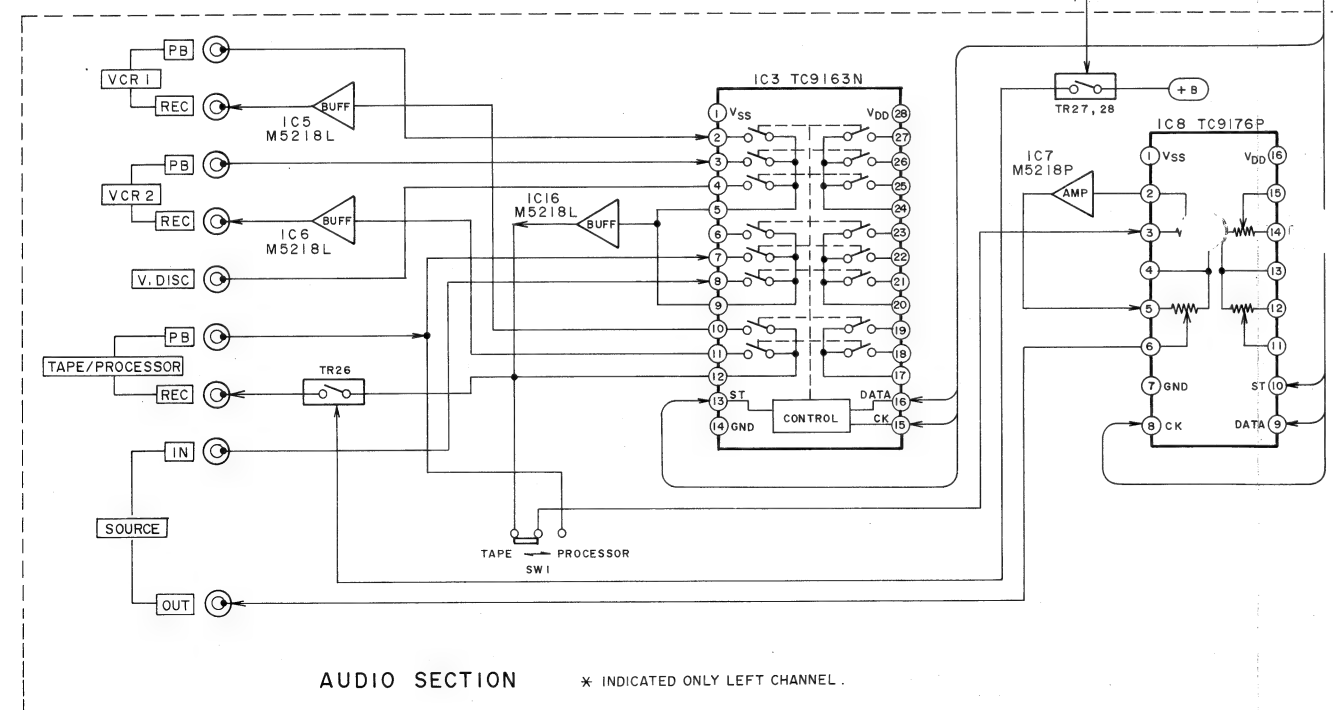 PB
VCR 1
REC
BUFF
IC5
M5218L
PB
VCR 2
REC
BUFF
IC6
M5218L
V. DISC
PB
TAPE/PROCESSOR
REC
TR26
IN
SOURCE
OUT
IC16
M5218L
BUFF
TAPE PROCESSOR
SW1
IC3 TC9163N
1 VSS VDD 28
2 27
3 26
4 25
5 24
6 23
7 22
8 21
9 20
10 19
11 18
12 17
13 ST DATA 16
CONTROL
14 GND CK 15
TR27, 28
+B
IC7
M5218P
AMP
IC8 TC9176P
1 VSS VDD 16
2 15
3 14
4 13
5 12
6 11
7 GND ST 10
8 CK DATA 9
AUDIO SECTION
* INDICATED ONLY LEFT CHANNEL.